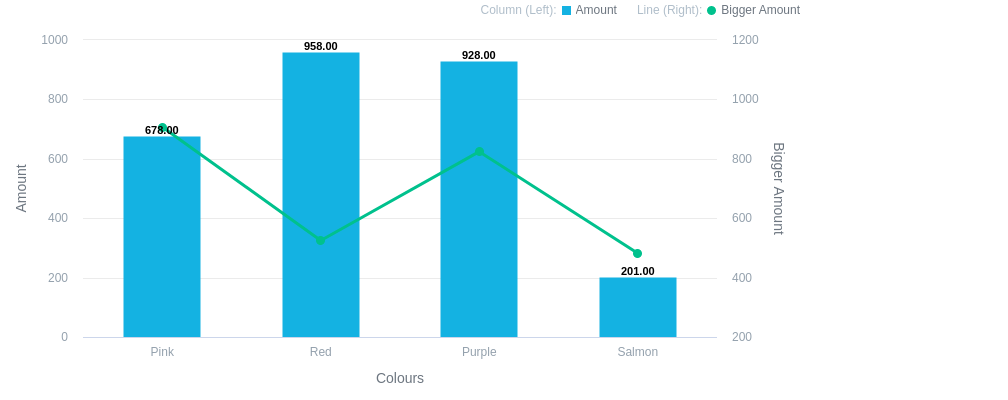 Column (Left): Amount Line (Right): Bigger Amount
1000 958.00 1200
800 928.00 1000
678.00
600 800
Amount
Bigger Amount
400 600
201.00
200 400
0 200
Pink Red Purple Salmon
Colours